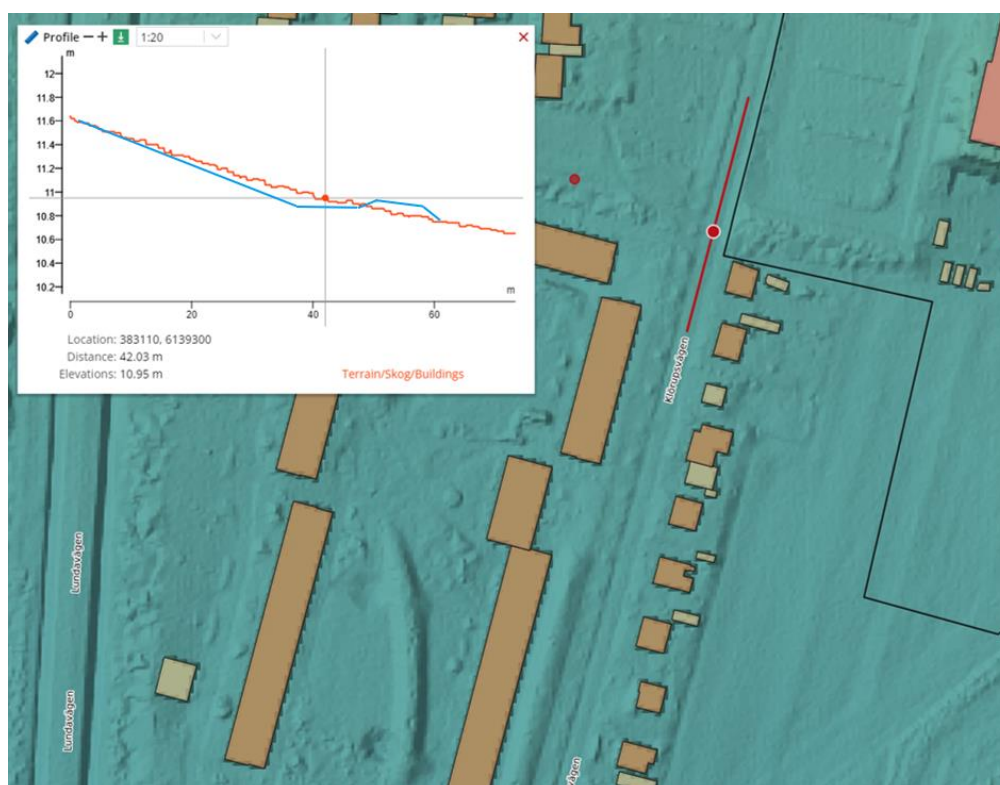 Profile 1:20
m
12
11.8
11.6
11.4
11.2
11
10.8
10.6
10.4
10.2
0
20
40
60
m
Location: 383110, 6139300
Distance: 42.03 m
Elevations: 10.95 m
Terrain/Skog/Buildings
Klörupsvägen
Lundavägen
Lundavägen
vägen